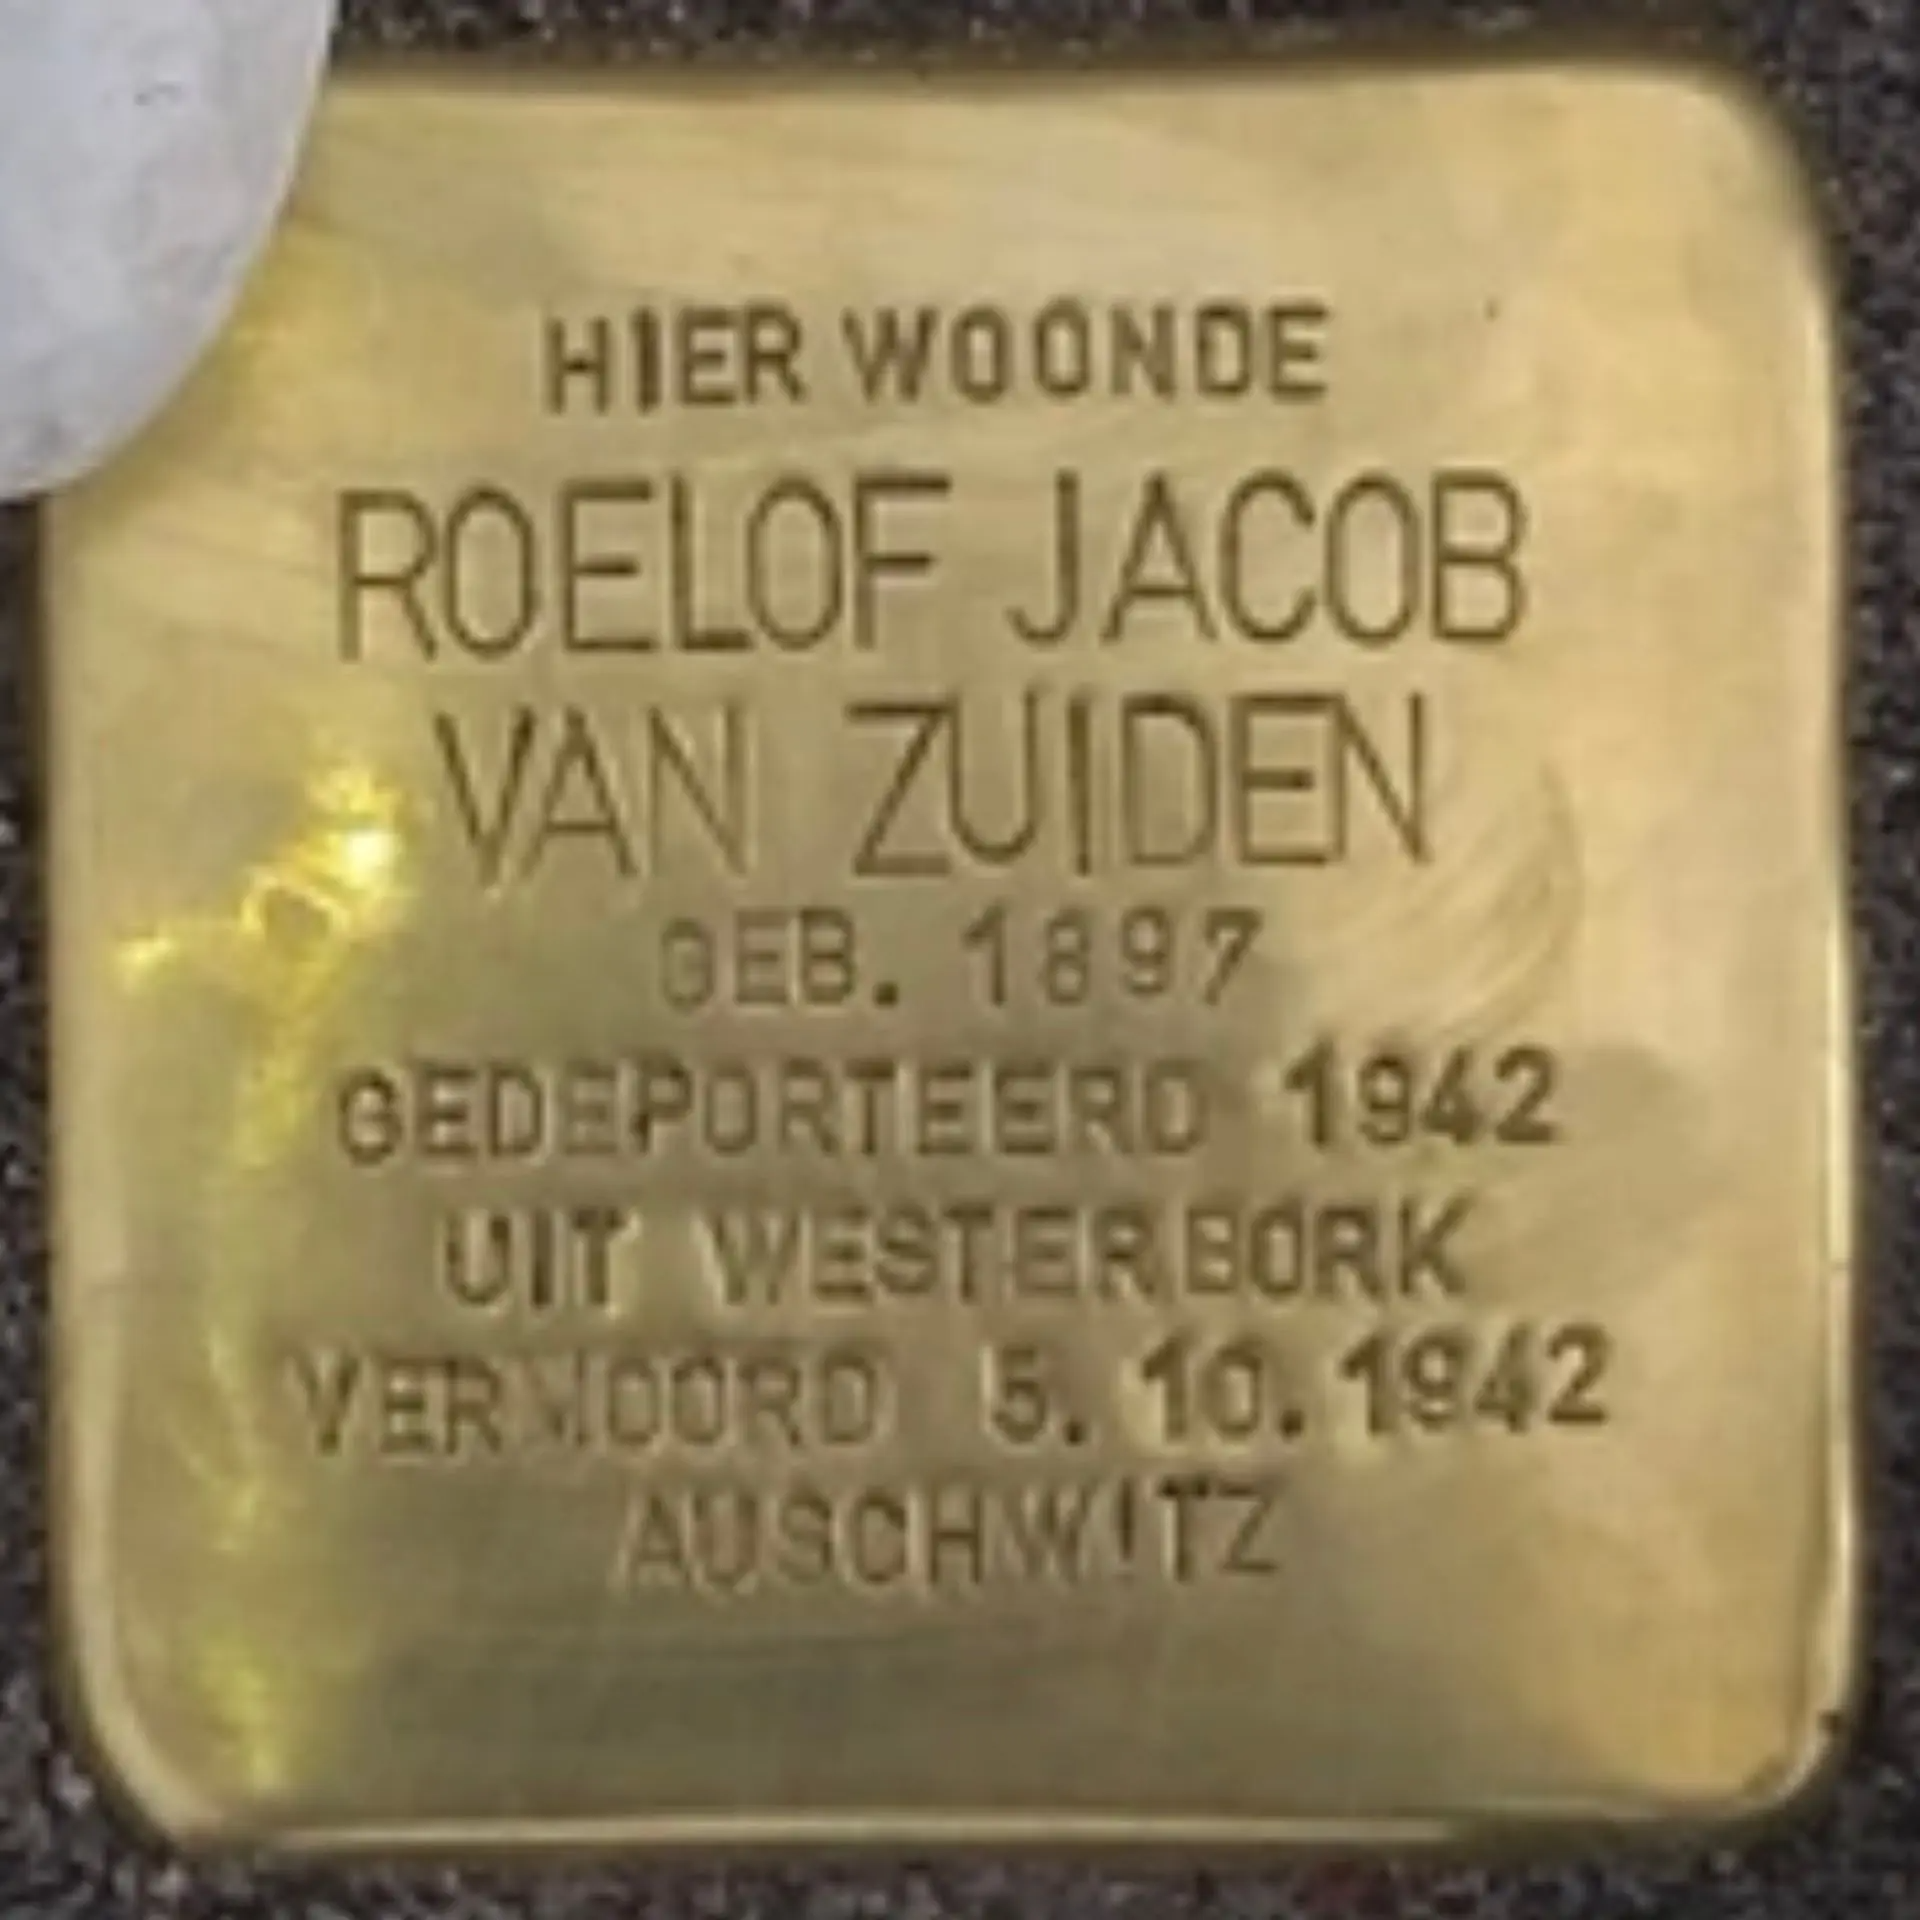 HIER WOONDE
ROELOF JACOB
VAN ZUIDEN
GEB. 1897
GEDEPORTEERD 1942
UIT WESTERBORK
VERMOORD 5.10.1942
AUSCHWITZ